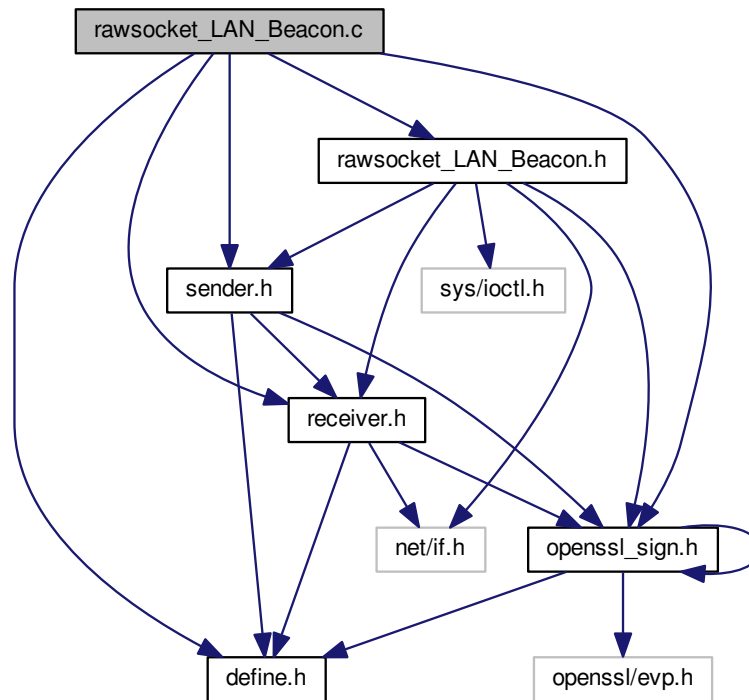 rawsocket_LAN_Beacon.c
rawsocket_LAN_Beacon.h
sender.h
sys/ioctl.h
receiver.h
net/if.h
openssl_sign.h
define.h
openssl/evp.h